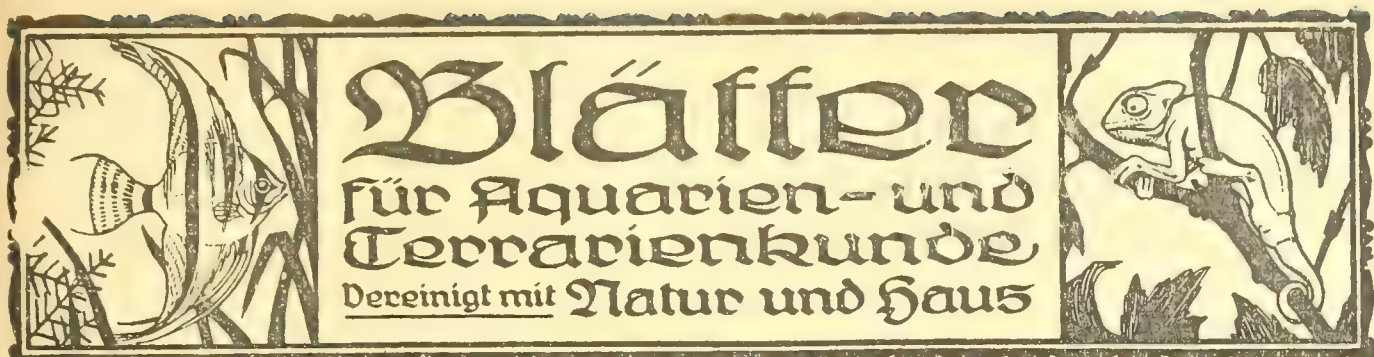 Blätter
für Aquarien- und
Terrarienkunde
Vereinigt mit Natur und Haus